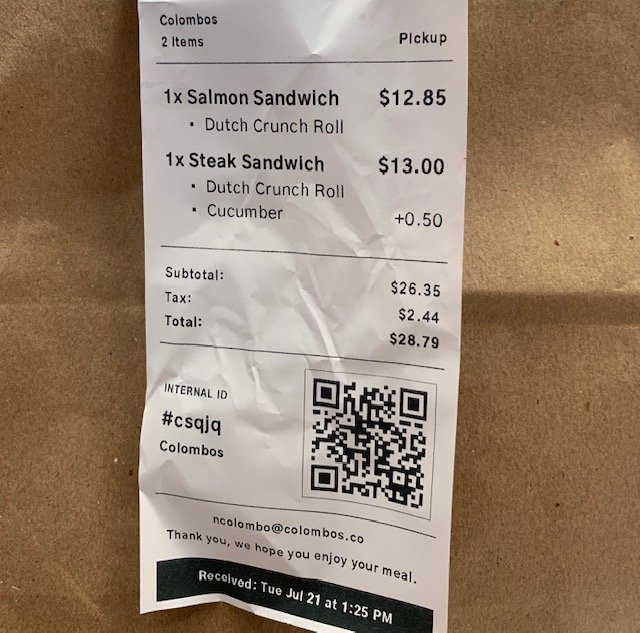 Colombos
2 Items Pickup
1x Salmon Sandwich $12.85
• Dutch Crunch Roll
1x Steak Sandwich $13.00
• Dutch Crunch Roll
• Cucumber +0.50
Subtotal: $26.35
Tax: $2.44
Total: $28.79
INTERNAL ID
#csqjq
Colombos
ncolombo@colombos.co
Thank you, we hope you enjoy your meal.
Received: Tue Jul 21 at 1:25 PM